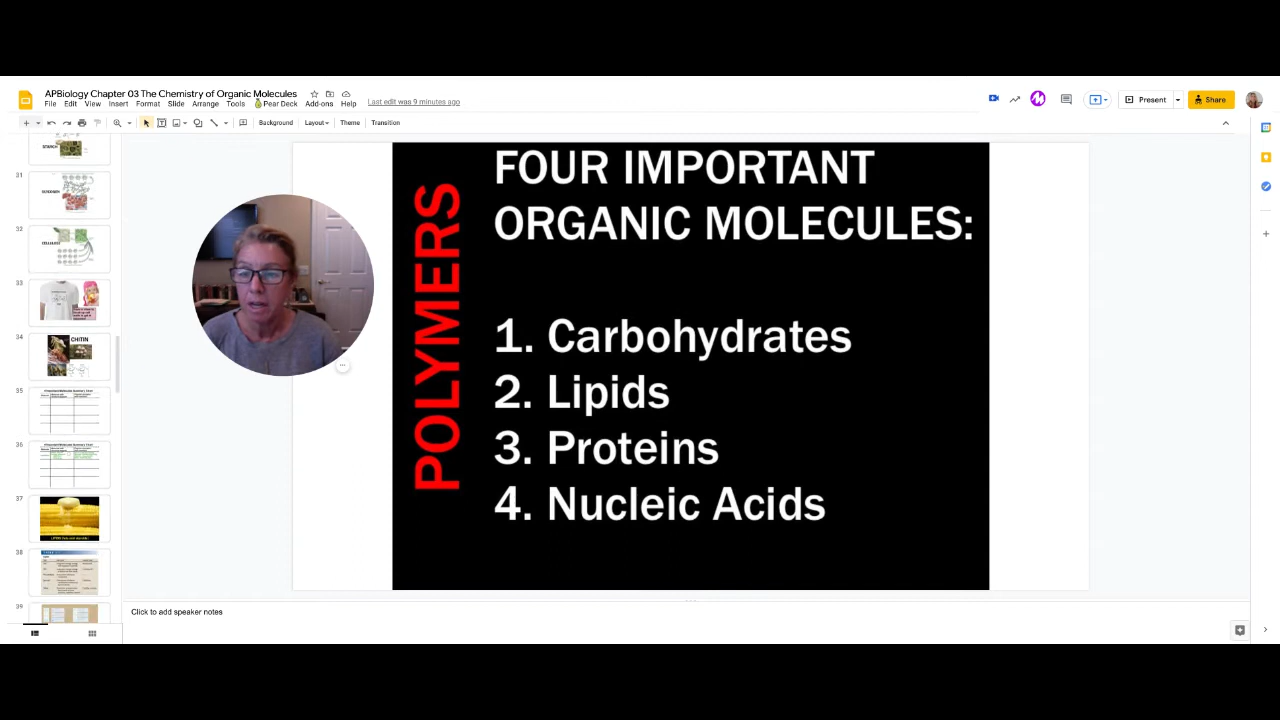 APBiology Chapter 03 The Chemistry of Organic Molecules
File Edit View Insert Format Slide Arrange Tools Pear Deck Add-ons Help Last edit was 9 minutes ago
Present
Share
Background Layout Theme Transition
31
32
33
34
CHITIN
35
36
37
38
39
POLYMERS
FOUR IMPORTANT
ORGANIC MOLECULES:
1. Carbohydrates
2. Lipids
3. Proteins
4. Nucleic Acids
Click to add speaker notes